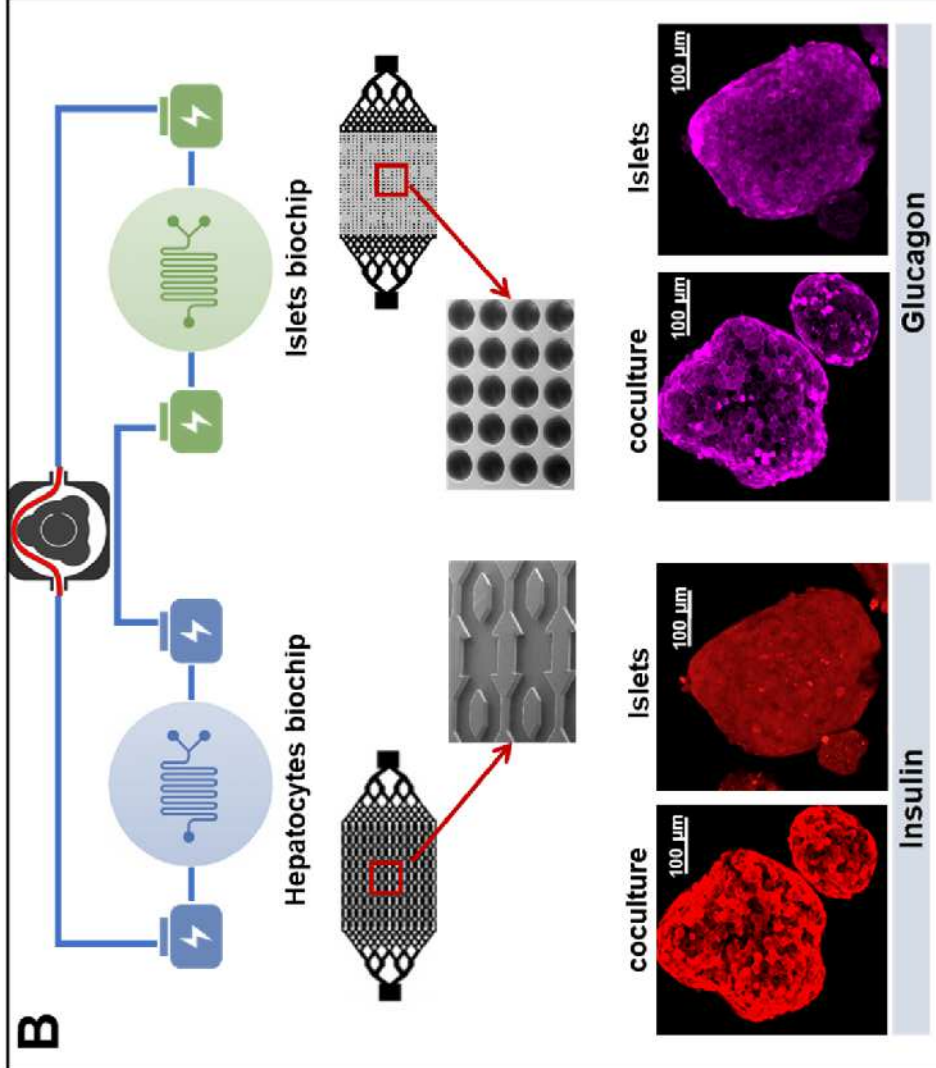 B
Hepatocytes biochip
Islets biochip
coculture
Islets
coculture
Islets
100 µm
100 µm
100 µm
100 µm
Insulin
Glucagon